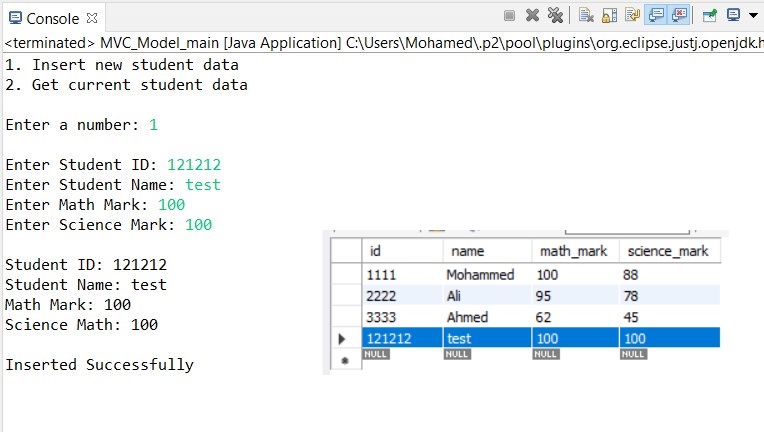 Console
<terminated> MVC_Model_main [Java Application] C:\Users\Mohamed\.p2\pool\plugins\org.eclipse.justj.openjdk.h
1. Insert new student data
2. Get current student data
Enter a number: 1
Enter Student ID: 121212
Enter Student Name: test
Enter Math Mark: 100
Enter Science Mark: 100
Student ID: 121212
Student Name: test
Math Mark: 100
Science Math: 100
Inserted Successfully
id name math_mark science_mark
1111 Mohammed 100 88
2222 Ali 95 78
3333 Ahmed 62 45
121212 test 100 100
NULL NULL NULL NULL